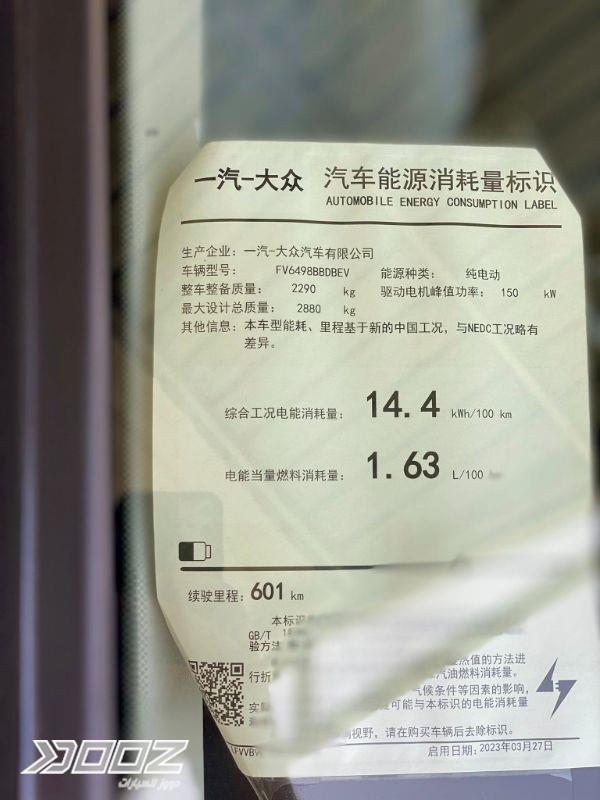 一汽-大众 汽车能源消耗量标识
AUTOMOBILE ENERGY CONSUMPTION LABEL
生产企业：一汽-大众汽车有限公司
车辆型号： FV6498BBDBEV 能源种类： 纯电动
整车整备质量： 2290 kg 驱动电机峰值功率： 150 kW
最大设计总质量： 2880 kg
其他信息：本车型能耗、里程基于新的中国工况，与NEDC工况略有
差异。
综合工况电能消耗量： 14.4 kWh/100 km
电能当量燃料消耗量： 1.63 L/100
续驶里程：601 km
本标识
GB/T
验方法
热值的方法进
行折 汽油燃料消耗量。
气候条件等因素的影响，
实 可能与本标识的电能消耗量
视野，请在购买车辆后去除标识。
启用日期：2023年03月27日
DOOZ
دووز للسيارات